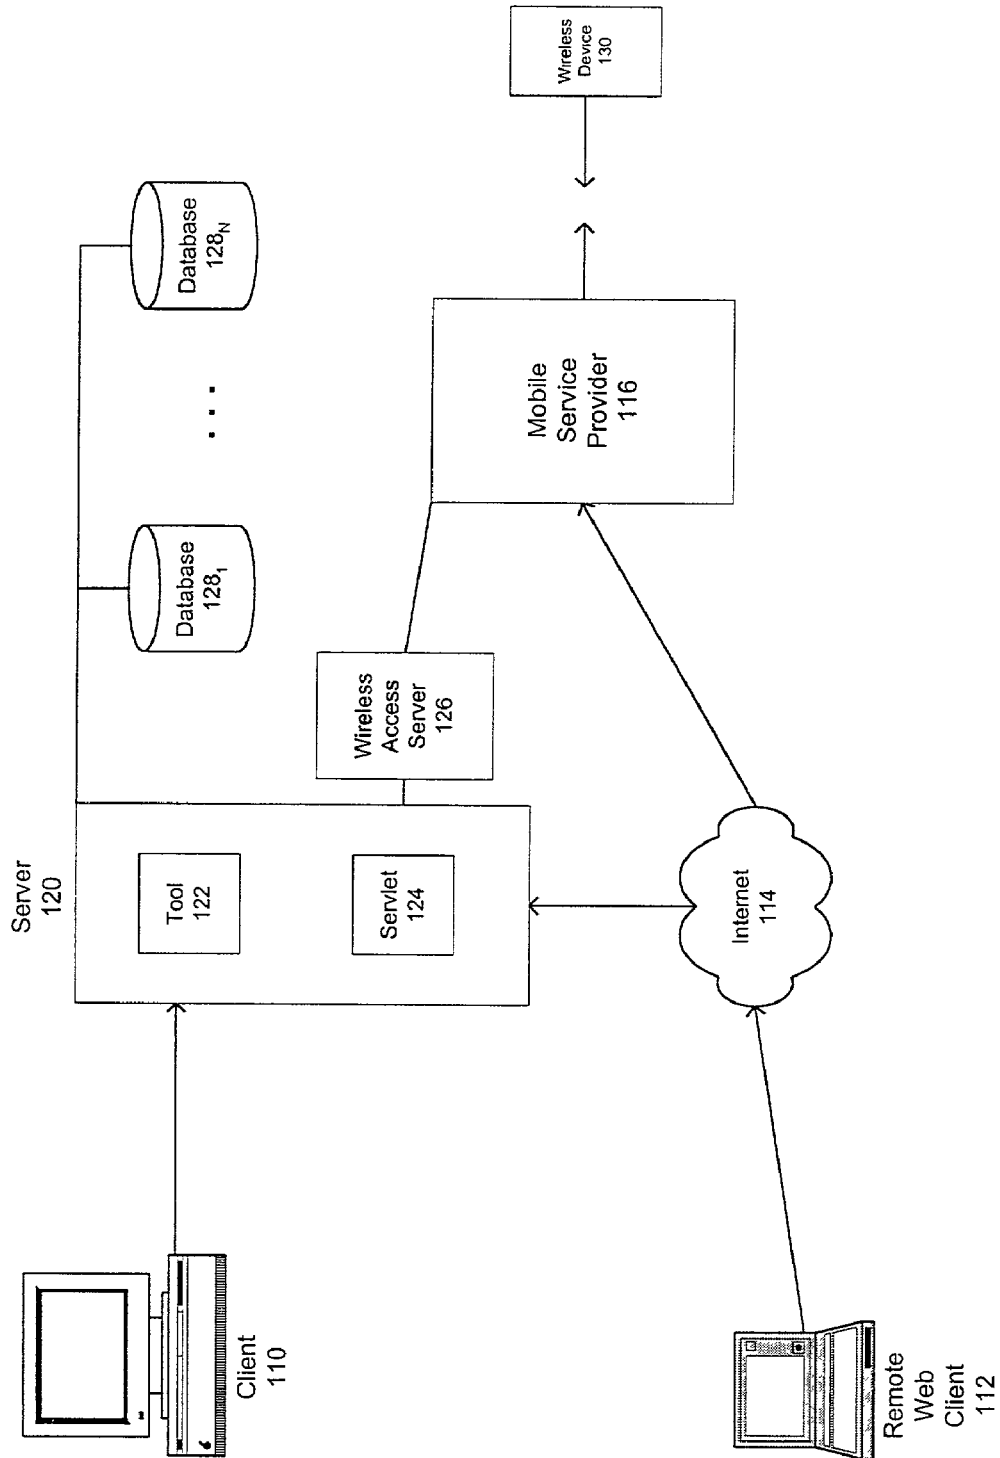 Server
120
Tool
122
Servlet
124
Client
110
Remote
Web
Client
112
Internet
114
Wireless
Access
Server
126
Database
128₁
. . .
Database
128N
Mobile
Service
Provider
116
Wireless
Device
130